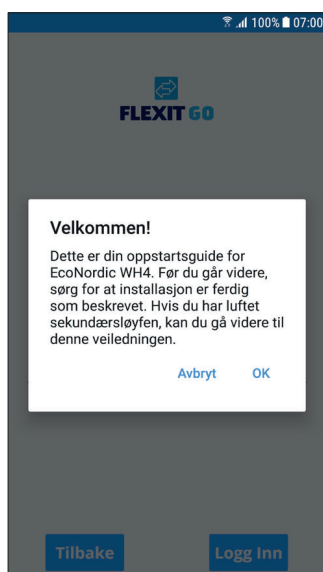 100% 07:00
FLEXIT GO
Velkommen!
Dette er din oppstartsguide for
EcoNordic WH4. Før du går videre,
sørg for at installasjon er ferdig
som beskrevet. Hvis du har luftet
sekundærsløyfen, kan du gå videre til
denne veiledningen.
Avbryt OK
Tilbake Logg Inn